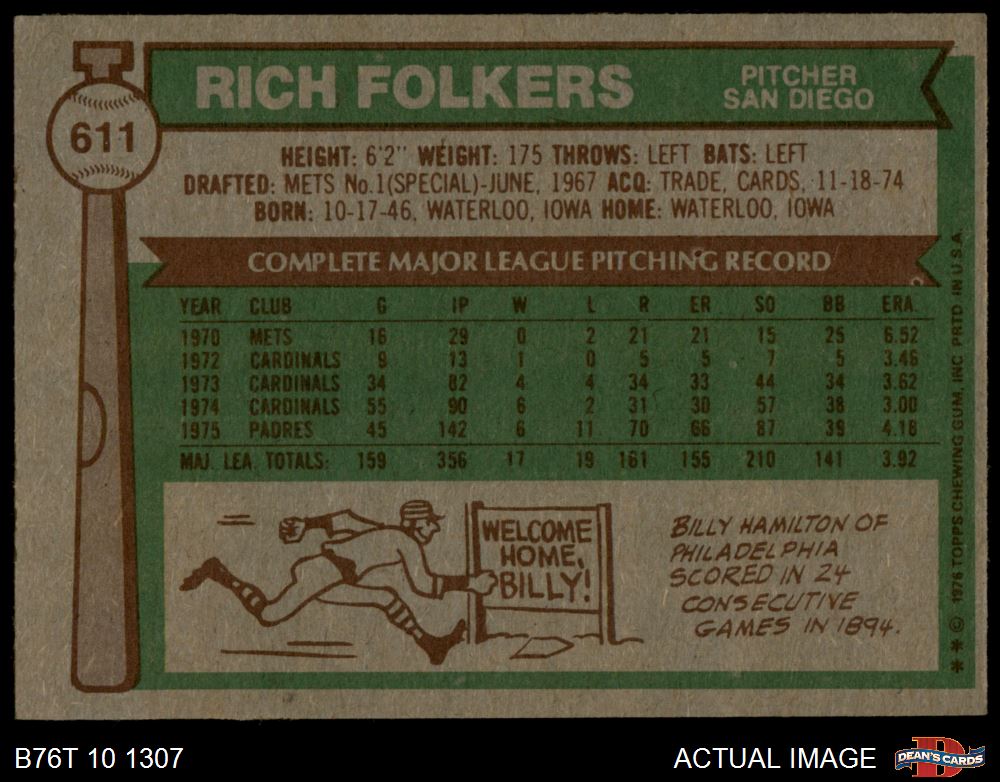 611
RICH FOLKERS
PITCHER
SAN DIEGO
HEIGHT: 6'2" WEIGHT: 175 THROWS: LEFT BATS: LEFT
DRAFTED: METS No.1(SPECIAL)-JUNE, 1967 ACQ: TRADE, CARDS, 11-18-74
BORN: 10-17-46, WATERLOO, IOWA HOME: WATERLOO, IOWA
COMPLETE MAJOR LEAGUE PITCHING RECORD
YEAR CLUB G IP W L R ER SO BB ERA
1970 METS 16 29 0 2 21 21 15 25 6.52
1972 CARDINALS 9 13 1 0 5 5 7 5 3.46
1973 CARDINALS 34 82 4 4 34 33 44 34 3.62
1974 CARDINALS 55 90 6 2 31 30 57 38 3.00
1975 PADRES 45 142 6 11 70 66 87 39 4.18
MAJ. LEA. TOTALS: 159 356 17 19 161 155 210 141 3.92
WELCOME
HOME,
BILLY!
BILLY HAMILTON OF
PHILADELPHIA
SCORED IN 24
CONSECUTIVE
GAMES IN 1894.
* * © 1976 TOPPS CHEWING GUM, INC PRTD IN U.S.A.
B76T 10 1307
ACTUAL IMAGE
DEAN'S CARDS